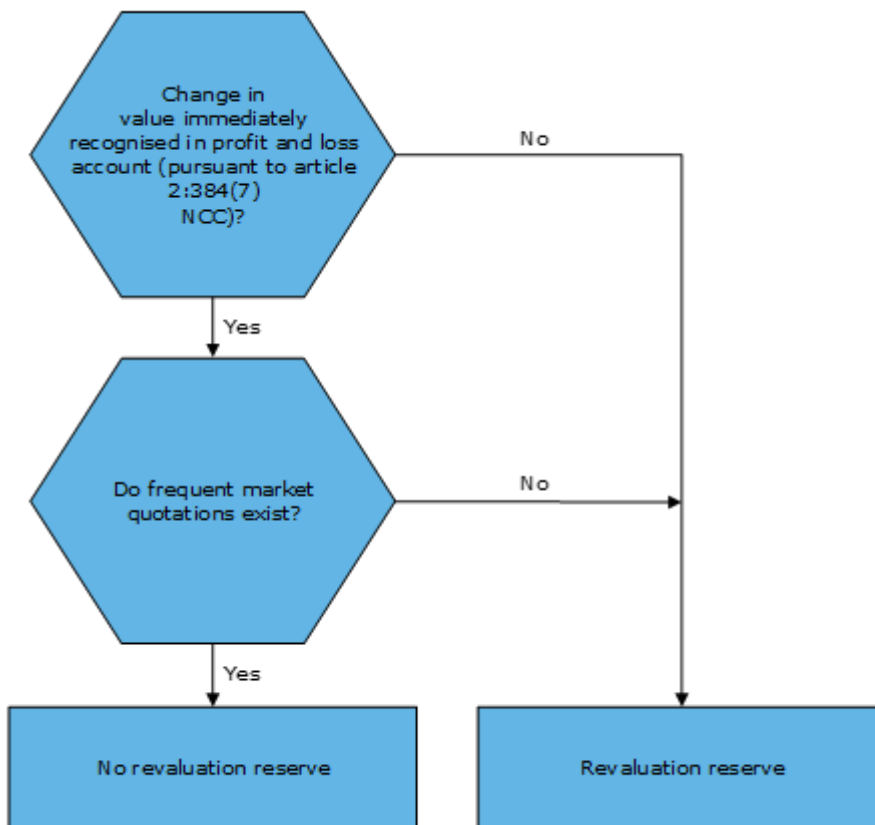 Change in
value immediately
recognised in profit and loss
account (pursuant to article
2:384(7)
NCC)?
No
Yes
Do frequent market
quotations exist?
No
Yes
No revaluation reserve
Revaluation reserve